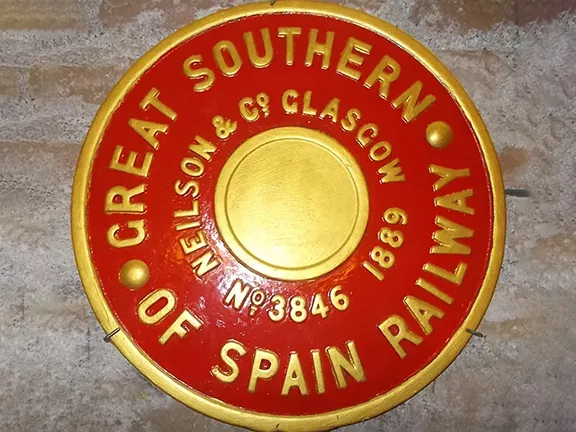 GREAT SOUTHERN
OF SPAIN RAILWAY
NEILSON & Co. GLASGOW
No. 3846
1889